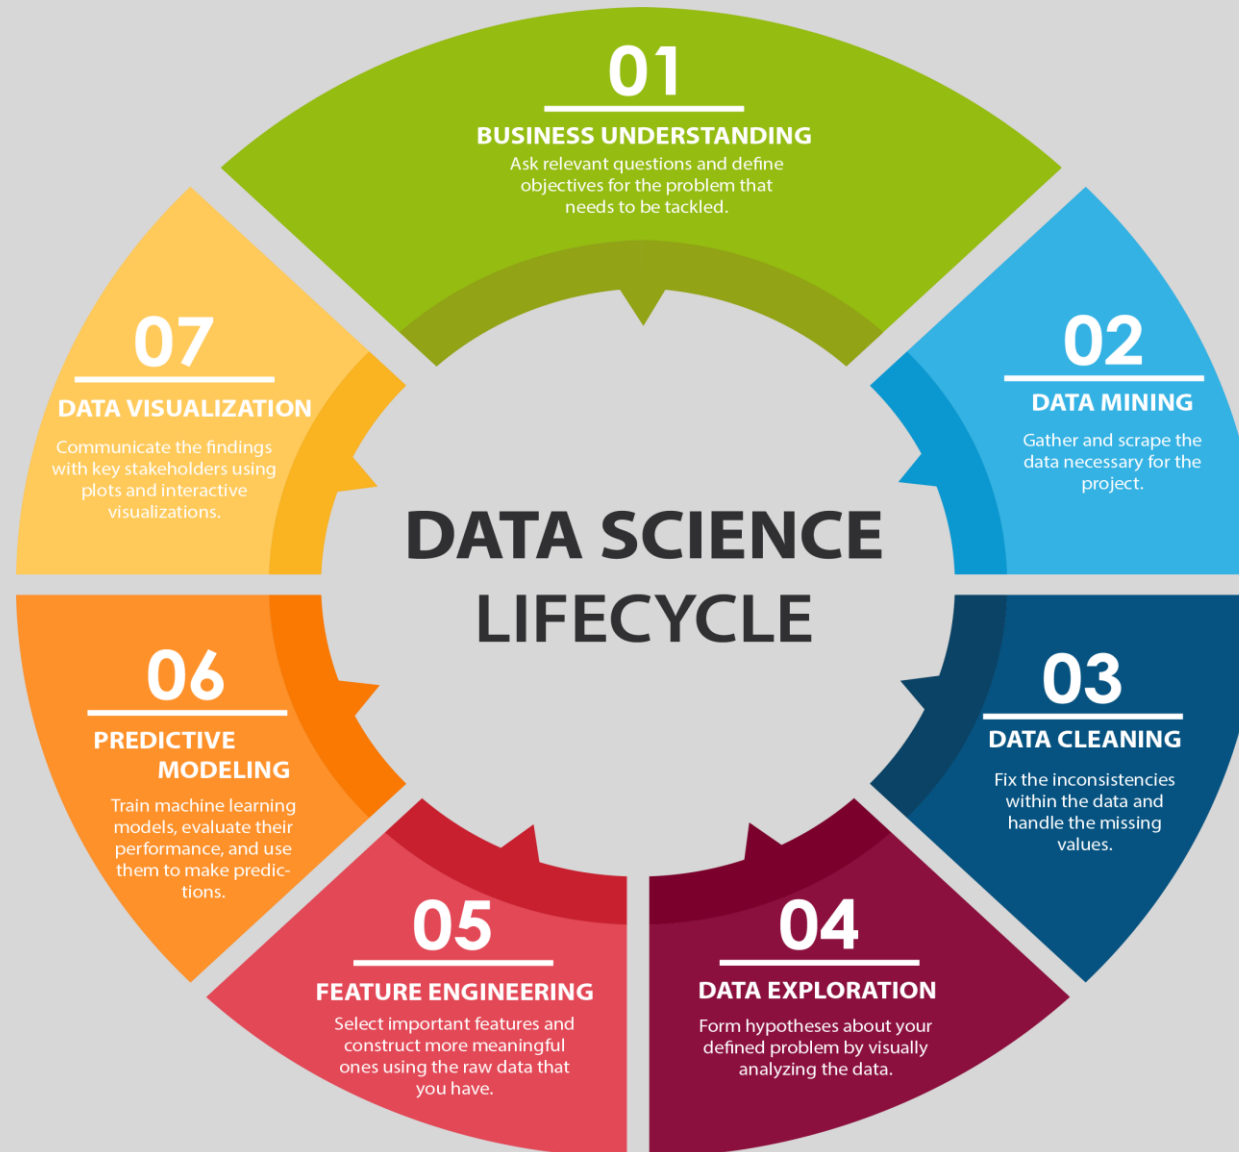 01
BUSINESS UNDERSTANDING
Ask relevant questions and define
objectives for the problem that
needs to be tackled.
02
DATA MINING
Gather and scrape the
data necessary for the
project.
03
DATA CLEANING
Fix the inconsistencies
within the data and
handle the missing
values.
04
DATA EXPLORATION
Form hypotheses about your
defined problem by visually
analyzing the data.
05
FEATURE ENGINEERING
Select important features and
construct more meaningful
ones using the raw data that
you have.
06
PREDICTIVE
MODELING
Train machine learning
models, evaluate their
performance, and use
them to make predic-
tions.
07
DATA VISUALIZATION
Communicate the findings
with key stakeholders using
plots and interactive
visualizations.
DATA SCIENCE
LIFECYCLE